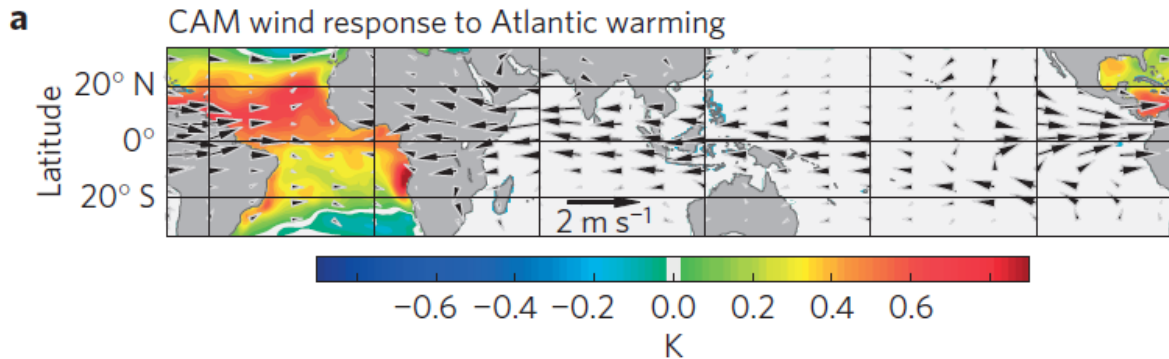 a CAM wind response to Atlantic warming
Latitude
20° N
0°
20° S
2 m s⁻¹
−0.6 −0.4 −0.2 0.0 0.2 0.4 0.6
K